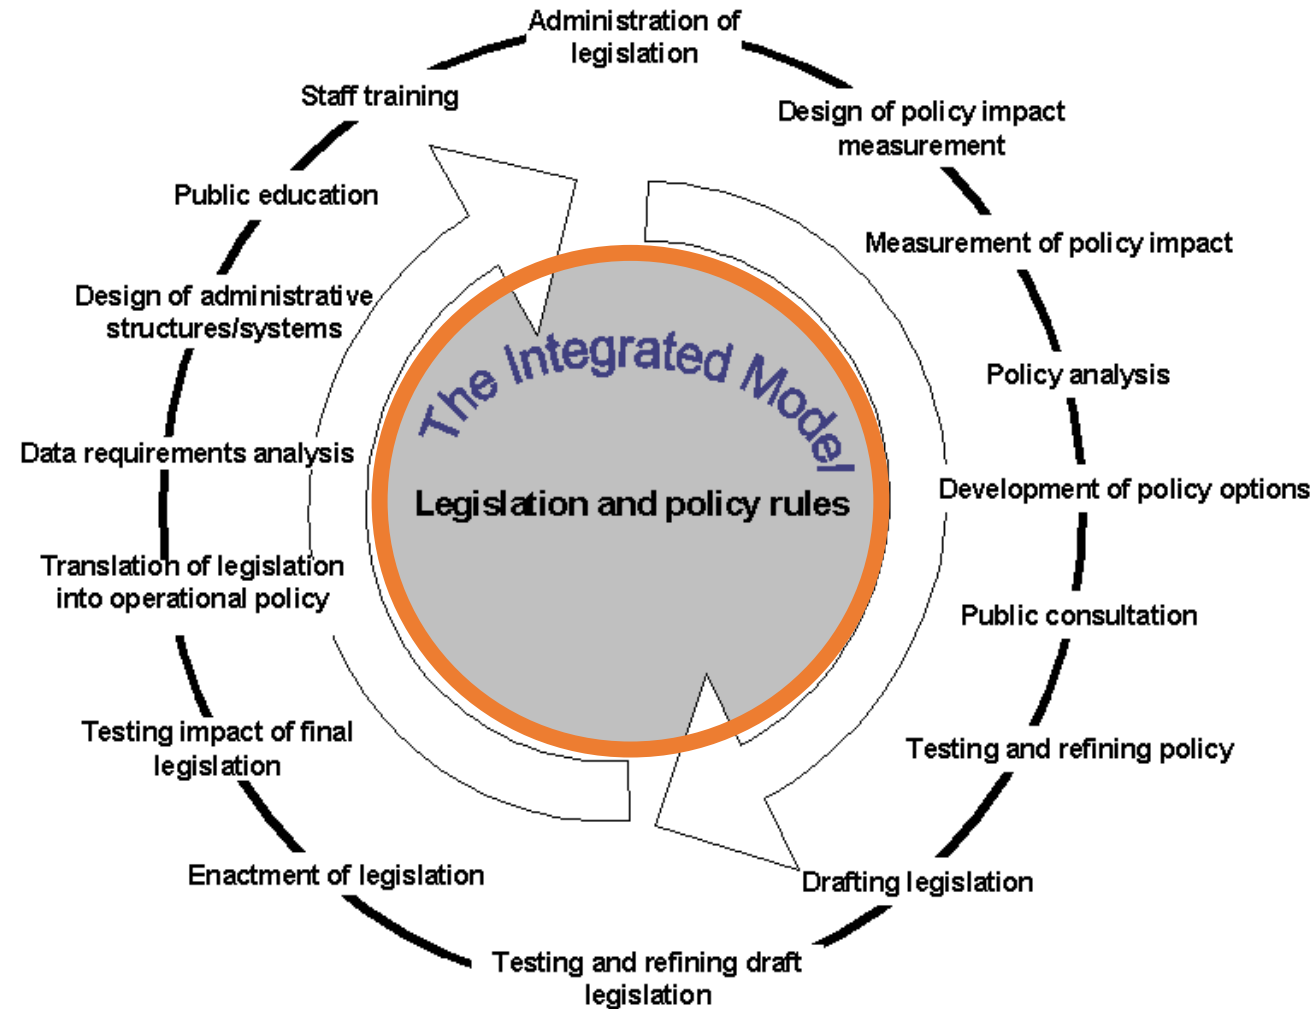 Administration of
legislation
Design of policy impact
measurement
Measurement of policy impact
Policy analysis
Development of policy options
Public consultation
Testing and refining policy
Drafting legislation
Testing and refining draft
legislation
Enactment of legislation
Testing impact of final
legislation
Translation of legislation
into operational policy
Data requirements analysis
Design of administrative
structures/systems
Public education
Staff training
The Integrated Model
Legislation and policy rules